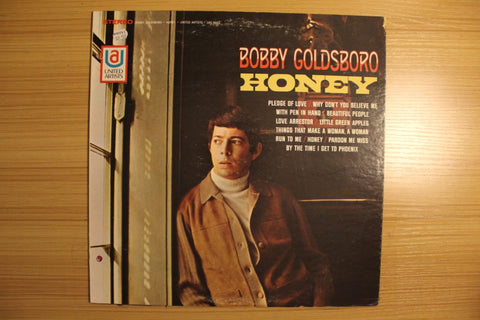 STEREO
UA
UNITED
ARTISTS
BOBBY GOLDSBORO
HONEY
PLEDGE OF LOVE / WHY DON'T YOU BELIEVE ME
WITH PEN IN HAND / BEAUTIFUL PEOPLE
LOVE ARRESTOR / LITTLE GREEN APPLES
THINGS THAT MAKE A WOMAN, A WOMAN
RUN TO ME / HONEY / PARDON ME MISS
BY THE TIME I GET TO PHOENIX